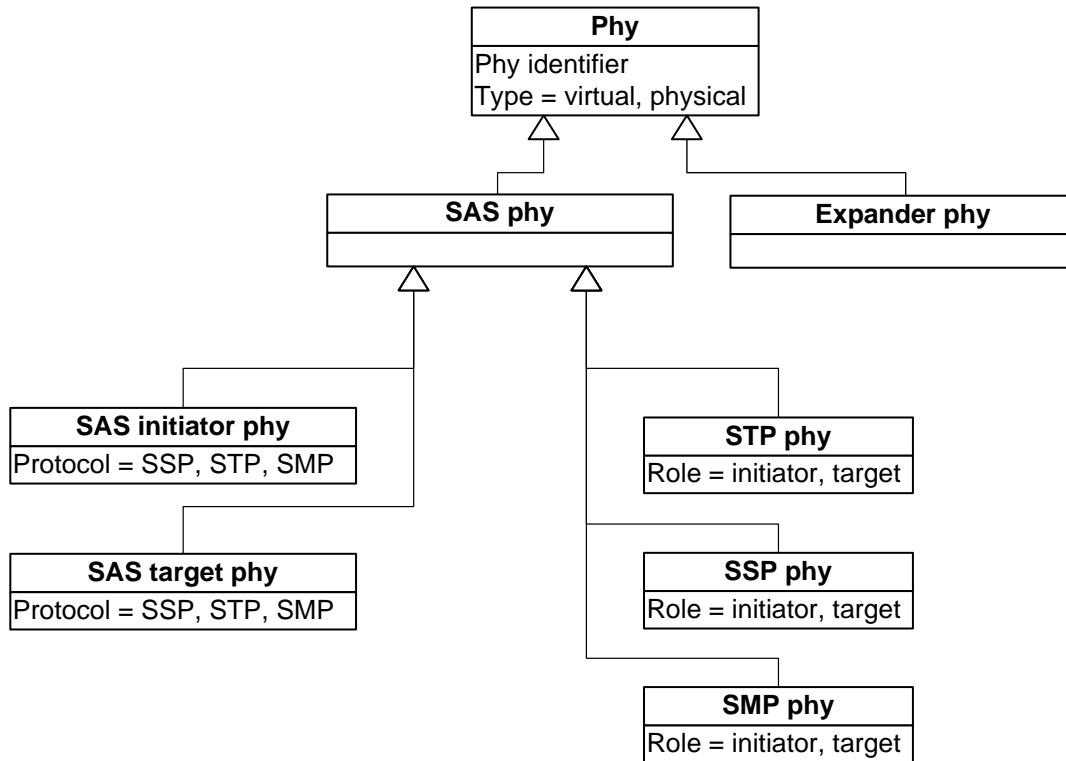 Phy
Phy identifier
Type = virtual, physical
SAS phy
Expander phy
SAS initiator phy
Protocol = SSP, STP, SMP
SAS target phy
Protocol = SSP, STP, SMP
STP phy
Role = initiator, target
SSP phy
Role = initiator, target
SMP phy
Role = initiator, target